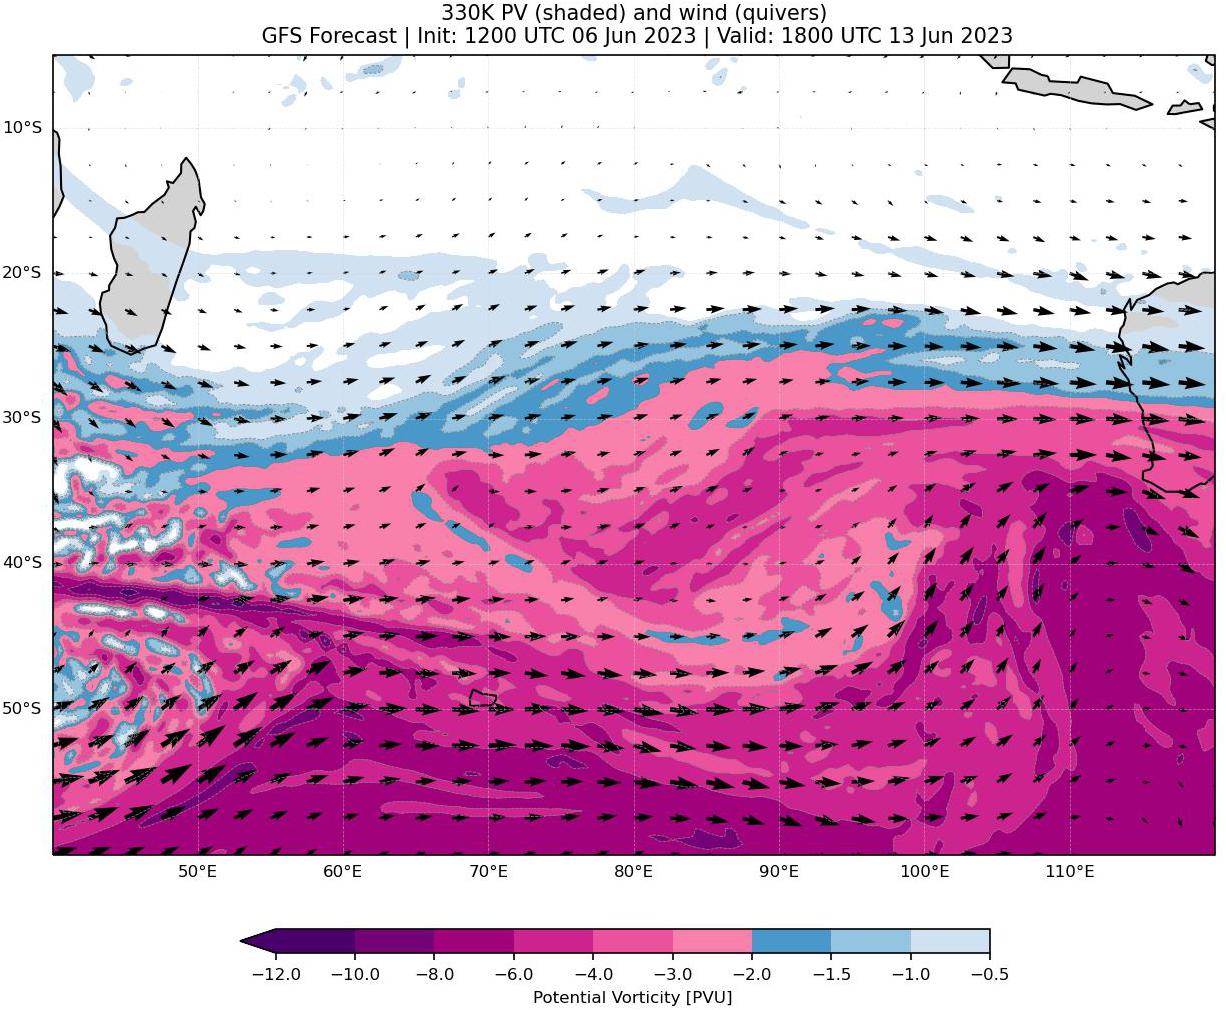 330K PV (shaded) and wind (quivers)
GFS Forecast | Init: 1200 UTC 06 Jun 2023 | Valid: 1800 UTC 13 Jun 2023
10°S
20°S
30°S
40°S
50°S
50°E 60°E 70°E 80°E 90°E 100°E 110°E
−12.0 −10.0 −8.0 −6.0 −4.0 −3.0 −2.0 −1.5 −1.0 −0.5
Potential Vorticity [PVU]